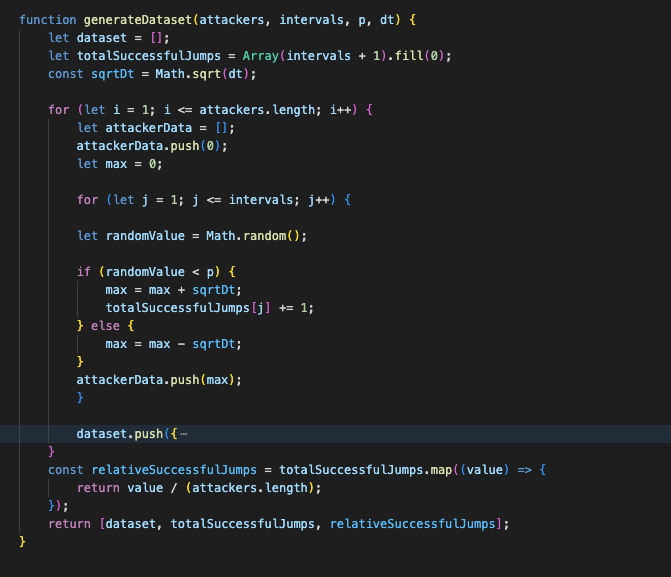 function generateDataset(attackers, intervals, p, dt) {
    let dataset = [];
    let totalSuccessfulJumps = Array(intervals + 1).fill(0);
    const sqrtDt = Math.sqrt(dt);

    for (let i = 1; i <= attackers.length; i++) {
        let attackerData = [];
        attackerData.push(0);
        let max = 0;

        for (let j = 1; j <= intervals; j++) {

        let randomValue = Math.random();

        if (randomValue < p) {
            max = max + sqrtDt;
            totalSuccessfulJumps[j] += 1;
        } else {
            max = max - sqrtDt;
        }
        attackerData.push(max);
        }

        dataset.push({⋯
    }
    const relativeSuccessfulJumps = totalSuccessfulJumps.map((value) => {
        return value / (attackers.length);
    });
    return [dataset, totalSuccessfulJumps, relativeSuccessfulJumps];
}